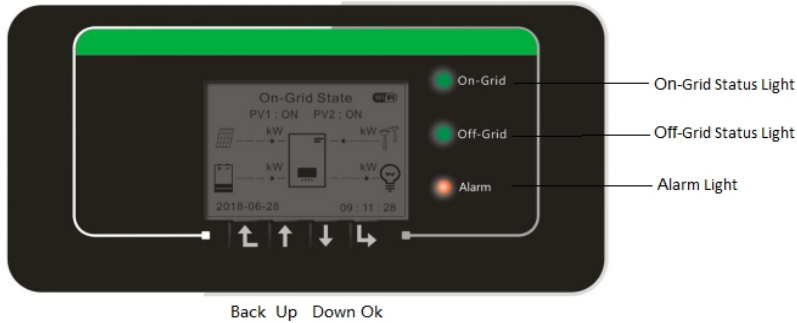 On-Grid State WiFi
PV1 : ON PV2 : ON
kW kW
kW kW
2018-06-28 09 : 11 : 28
On-Grid
Off-Grid
Alarm
On-Grid Status Light
Off-Grid Status Light
Alarm Light
Back Up Down Ok